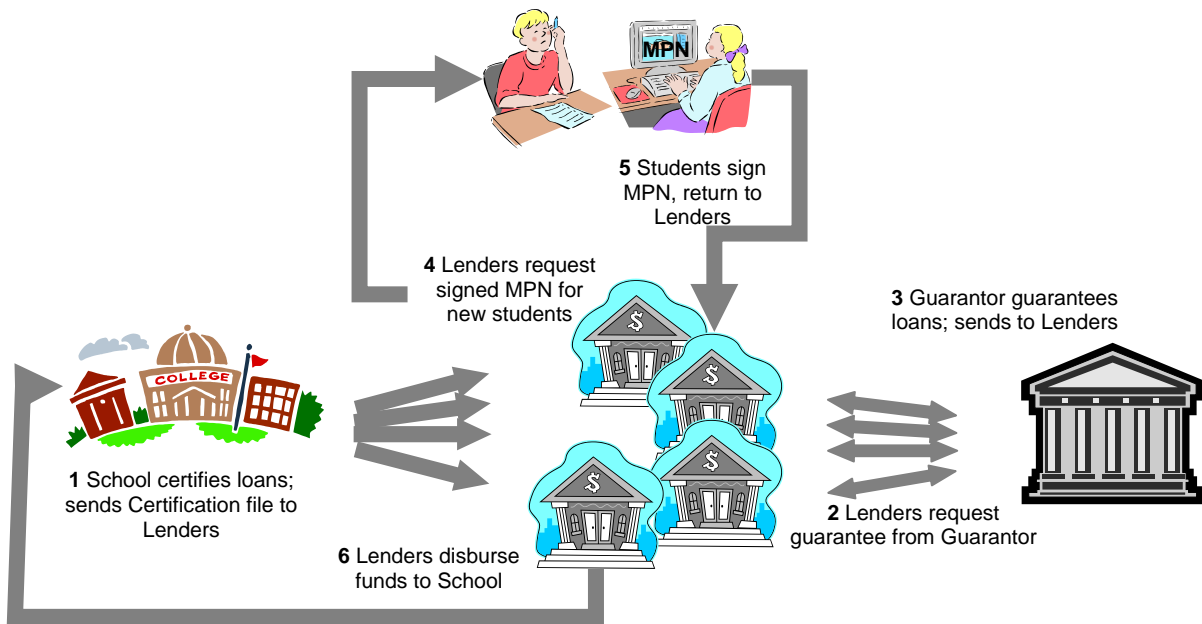 MPN
5 Students sign
MPN, return to
Lenders
4 Lenders request
signed MPN for
new students
3 Guarantor guarantees
loans; sends to Lenders
COLLEGE
$
$
$
$
1 School certifies loans;
sends Certification file to
Lenders
2 Lenders request
guarantee from Guarantor
6 Lenders disburse
funds to School